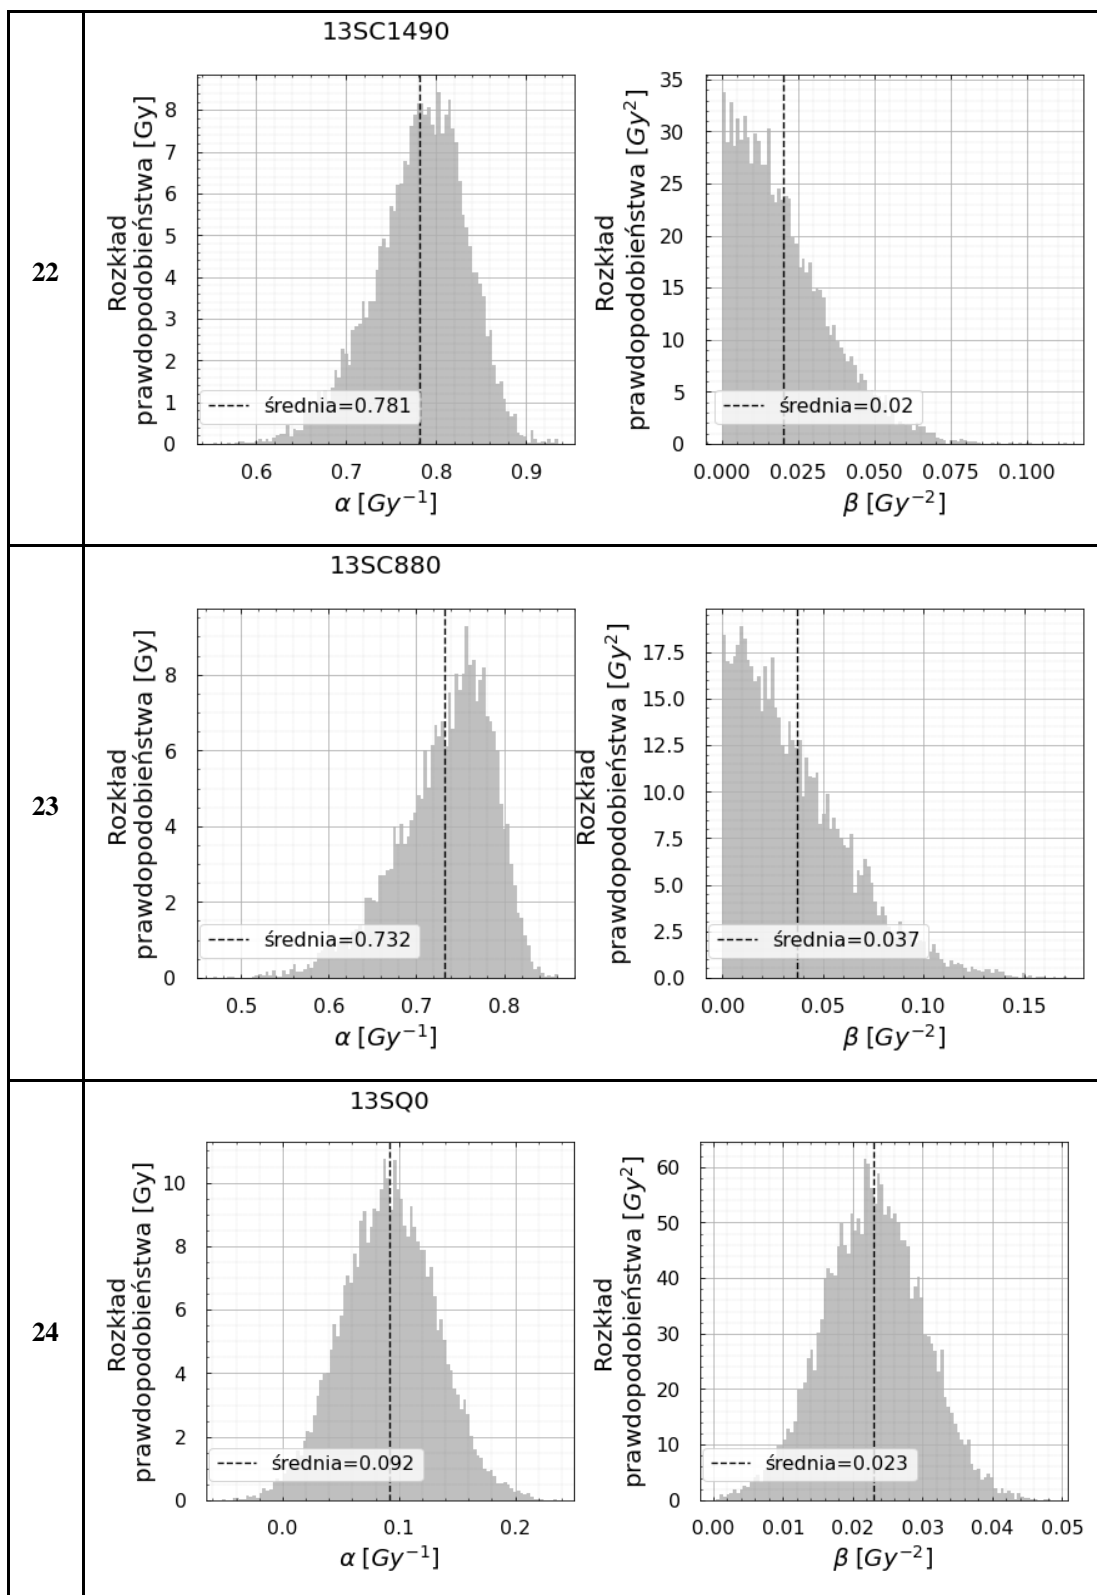 22
13SC1490
Rozkład
prawdopodobieństwa [Gy]
8
7
6
5
4
3
2
1
0
średnia=0.781
0.6 0.7 0.8 0.9
α [Gy⁻¹]
Rozkład
prawdopodobieństwa [Gy²]
35
30
25
20
15
10
5
0
średnia=0.02
0.000 0.025 0.050 0.075 0.100
β [Gy⁻²]
23
13SC880
Rozkład
prawdopodobieństwa [Gy]
8
6
4
2
0
średnia=0.732
0.5 0.6 0.7 0.8
α [Gy⁻¹]
Rozkład
prawdopodobieństwa [Gy²]
17.5
15.0
12.5
10.0
7.5
5.0
2.5
0.0
średnia=0.037
0.00 0.05 0.10 0.15
β [Gy⁻²]
24
13SQ0
Rozkład
prawdopodobieństwa [Gy]
10
8
6
4
2
0
średnia=0.092
0.0 0.1 0.2
α [Gy⁻¹]
Rozkład
prawdopodobieństwa [Gy²]
60
50
40
30
20
10
0
średnia=0.023
0.00 0.01 0.02 0.03 0.04 0.05
β [Gy⁻²]